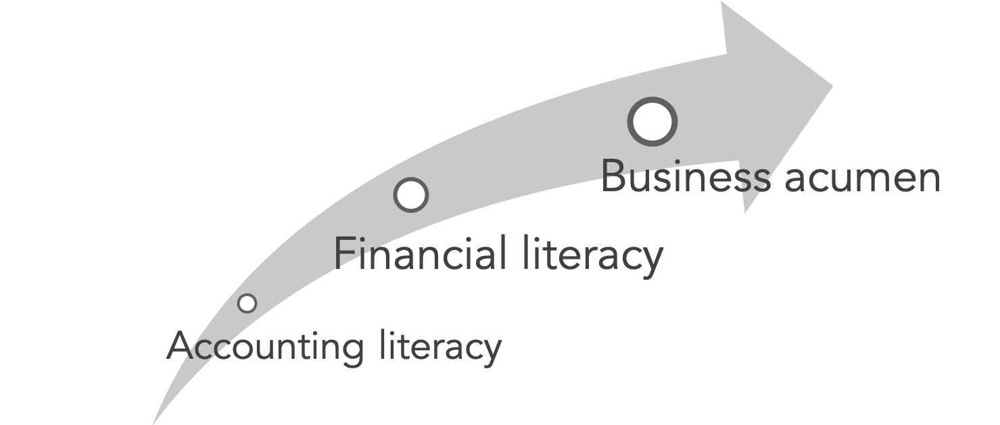 Business acumen
Financial literacy
Accounting literacy